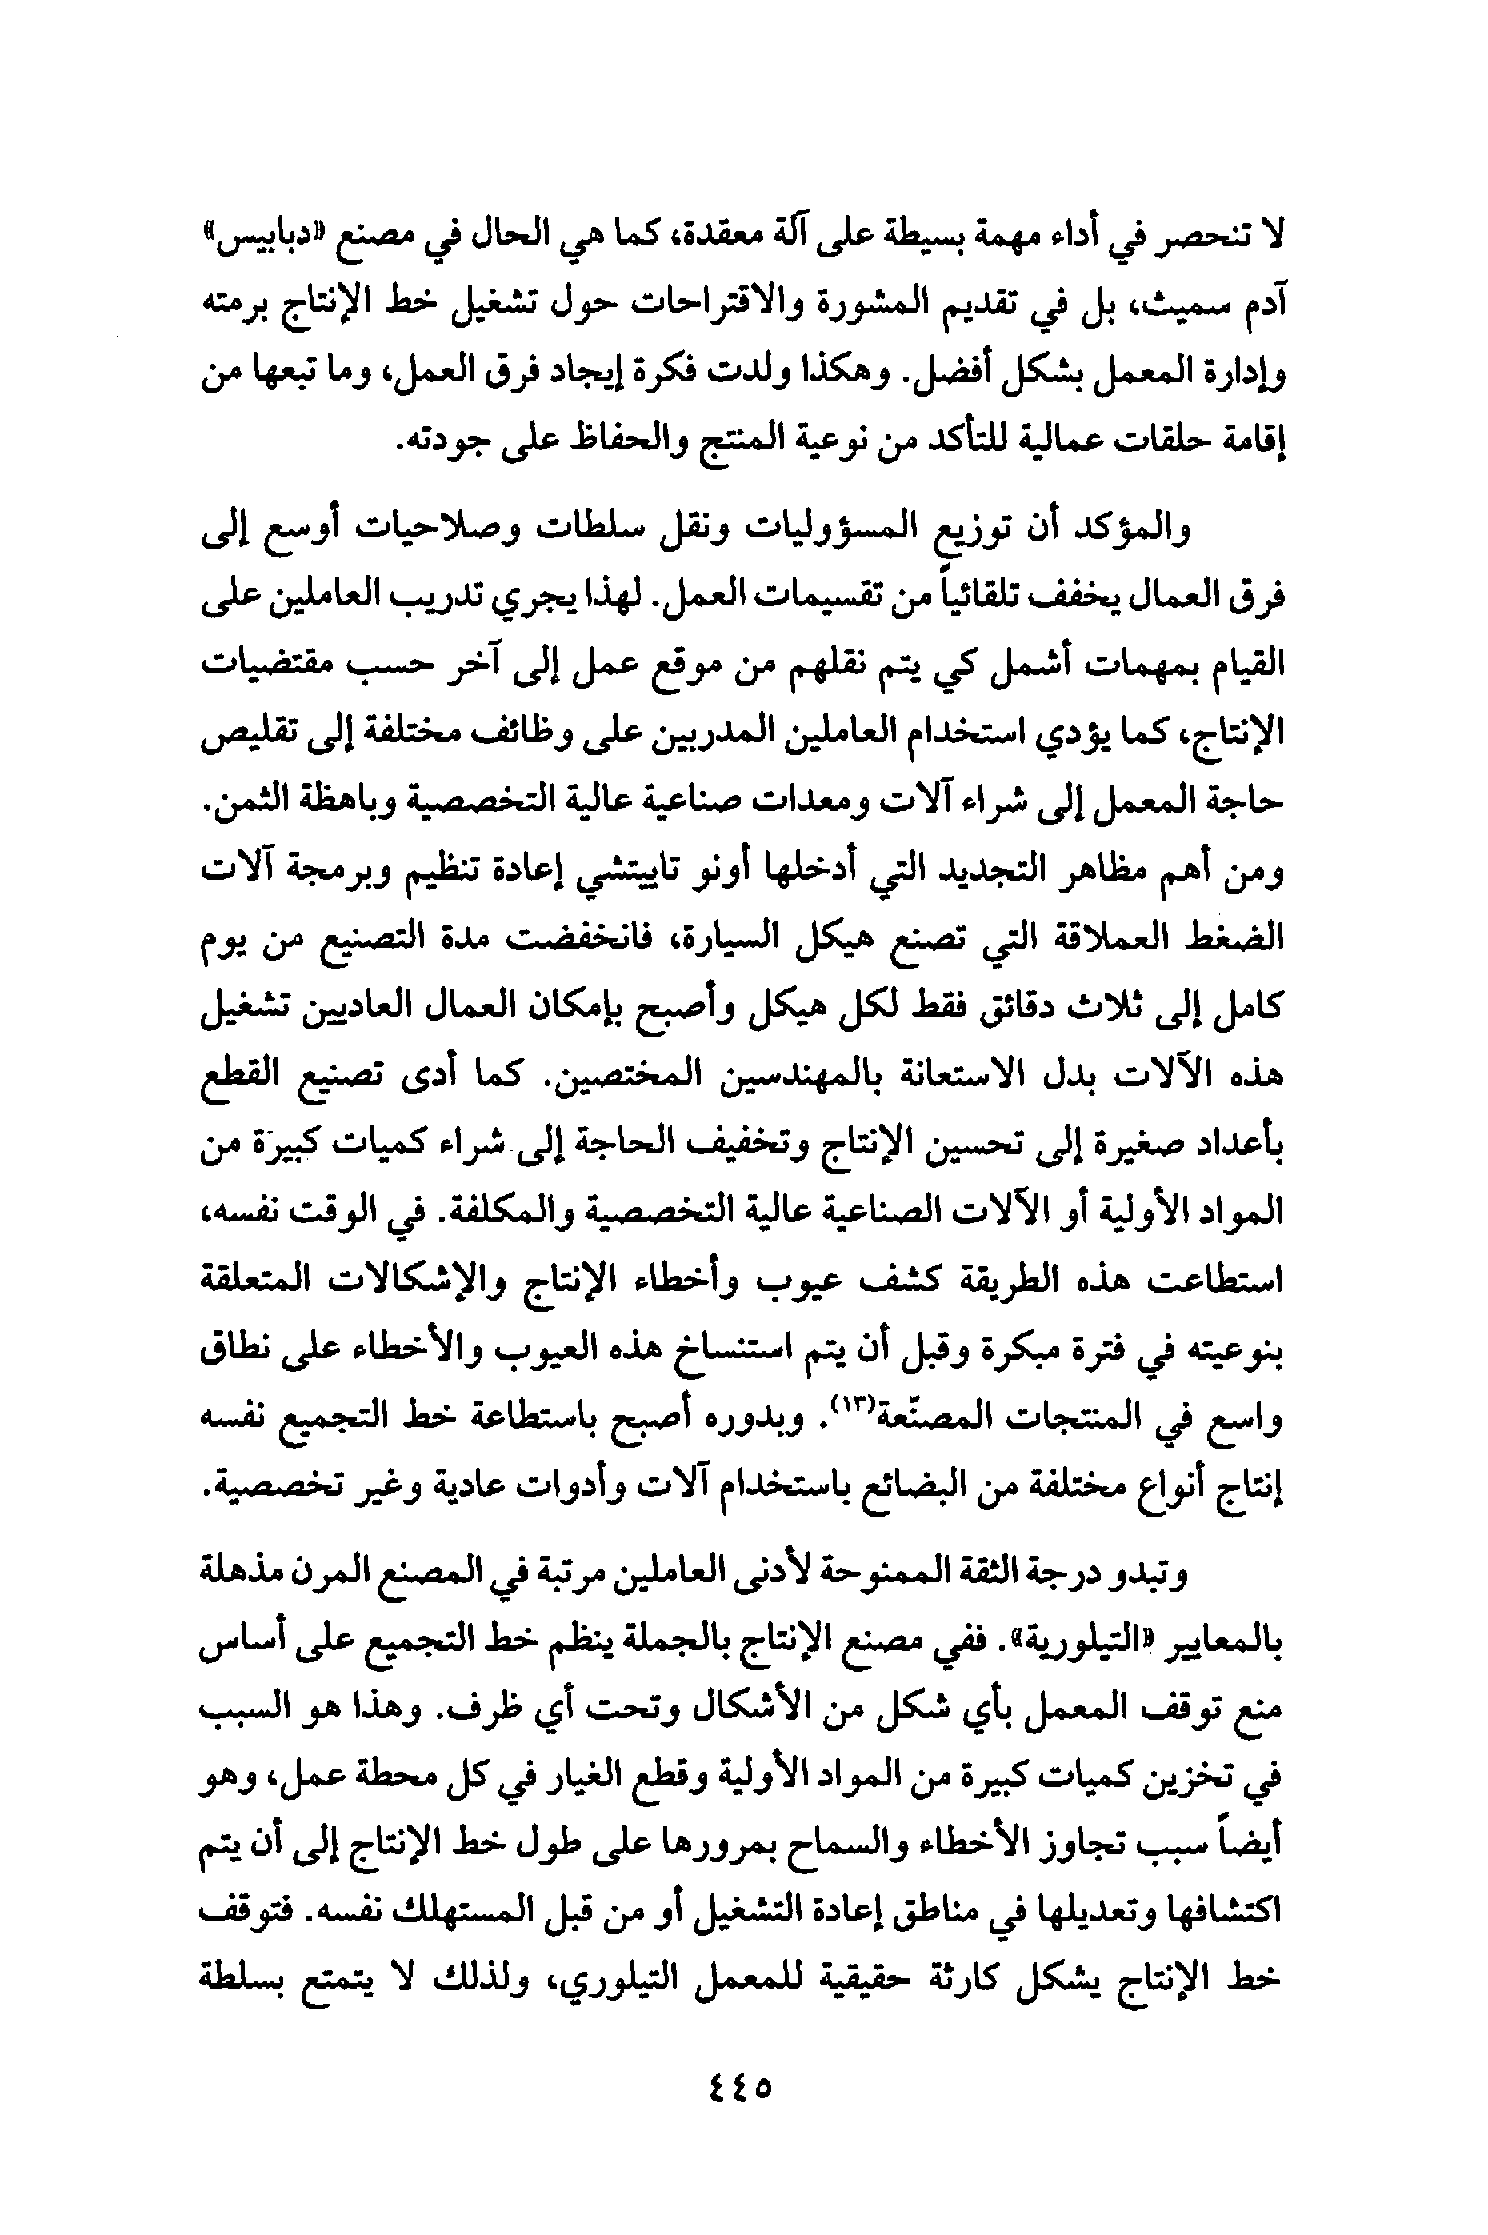 لا تنحصر في أداء مهمة بسيطة على آلة معقدة، كما هي الحال في مصنع «دبابيس»
آدم سميث، بل في تقديم المشورة والاقتراحات حول تشغيل خط الإنتاج برمته
وإدارة المعمل بشكل أفضل. وهكذا ولدت فكرة إيجاد فرق العمل، وما تبعها من
إقامة حلقات عمالية للتأكد من نوعية المنتج والحفاظ على جودته.
والمؤكد أن توزيع المسؤوليات ونقل سلطات وصلاحيات أوسع إلى
فرق العمال يخفف تلقائياً من تقسيمات العمل. لهذا يجري تدريب العاملين على
القيام بمهمات أشمل كي يتم نقلهم من موقع عمل إلى آخر حسب مقتضيات
الإنتاج، كما يؤدي استخدام العاملين المدربين على وظائف مختلفة إلى تقليص
حاجة المعمل إلى شراء آلات ومعدات صناعية عالية التخصصية وباهظة الثمن.
ومن أهم مظاهر التجديد التي أدخلها أونو تاييتشي إعادة تنظيم وبرمجة آلات
الضغط العملاقة التي تصنع هيكل السيارة، فانخفضت مدة التصنيع من يوم
كامل إلى ثلاث دقائق فقط لكل هيكل وأصبح بإمكان العمال العاديين تشغيل
هذه الآلات بدل الاستعانة بالمهندسين المختصين. كما أدى تصنيع القطع
بأعداد صغيرة إلى تحسين الإنتاج وتخفيف الحاجة إلى شراء كميات كبيرة من
المواد الأولية أو الآلات الصناعية عالية التخصصية والمكلفة. في الوقت نفسه،
استطاعت هذه الطريقة كشف عيوب وأخطاء الإنتاج والإشكالات المتعلقة
بنوعيته في فترة مبكرة وقبل أن يتم استنساخ هذه العيوب والأخطاء على نطاق
واسع في المنتجات المصنّعة(١٣). وبدوره أصبح باستطاعة خط التجميع نفسه
إنتاج أنواع مختلفة من البضائع باستخدام آلات وأدوات عادية وغير تخصصية.
وتبدو درجة الثقة الممنوحة لأدنى العاملين مرتبة في المصنع المرن مذهلة
بالمعايير «التيلورية». ففي مصنع الإنتاج بالجملة ينظم خط التجميع على أساس
منع توقف المعمل بأي شكل من الأشكال وتحت أي ظرف. وهذا هو السبب
في تخزين كميات كبيرة من المواد الأولية وقطع الغيار في كل محطة عمل، وهو
أيضاً سبب تجاوز الأخطاء والسماح بمرورها على طول خط الإنتاج إلى أن يتم
اكتشافها وتعديلها في مناطق إعادة التشغيل أو من قبل المستهلك نفسه. فتوقف
خط الإنتاج يشكل كارثة حقيقية للمعمل التيلوري، ولذلك لا يتمتع بسلطة
٤٤٥